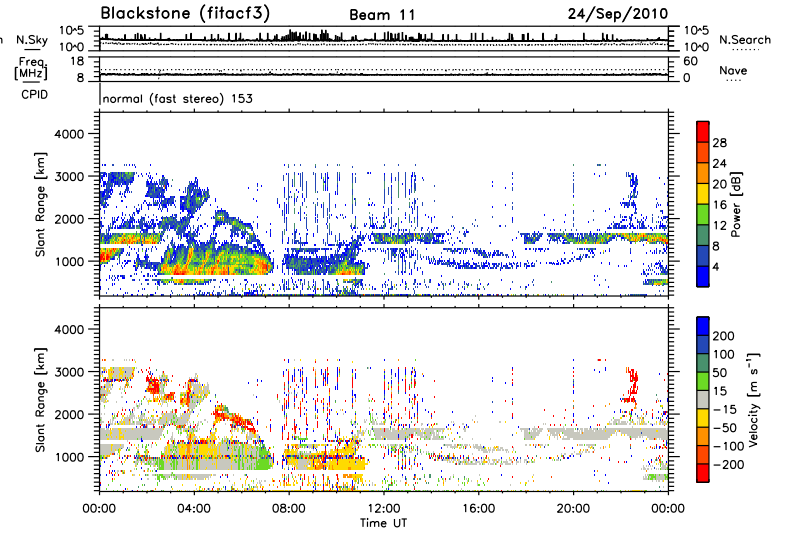 Blackstone (fitacf3) Beam 11 24/Sep/2010
n N.Sky 10^5 10^0 10^5 10^0 N.Search
Freq. [MHz] 18 8 60 0 Nave
CPID normal (fast stereo) 153
Slant Range [km] 4000 3000 2000 1000
28 24 20 16 12 8 4 Power [dB]
Slant Range [km] 4000 3000 2000 1000
200 100 50 15 -15 -50 -100 -200 Velocity [m s⁻¹]
00:00 04:00 08:00 12:00 16:00 20:00 00:00
Time UT